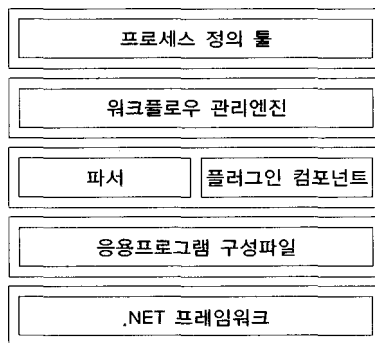 프로세스 정의 툴
워크플로우 관리엔진
파서 플러그인 컴포넌트
응용프로그램 구성파일
.NET 프레임워크